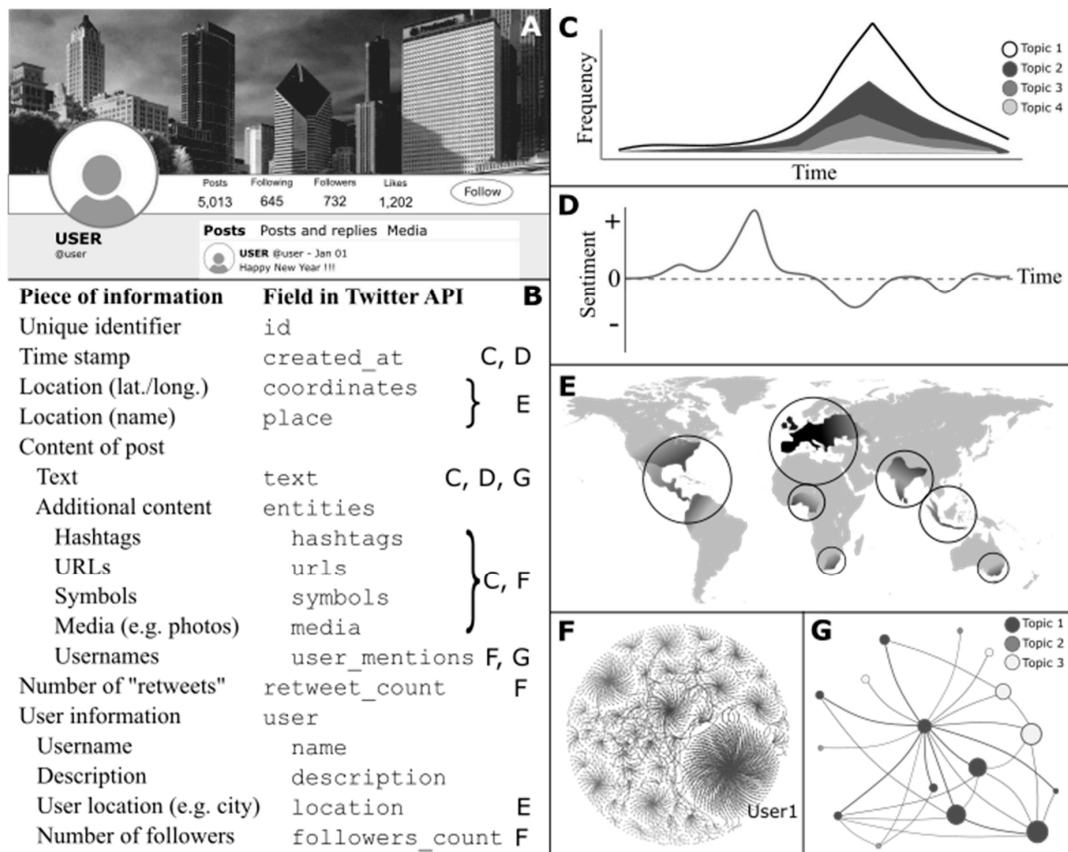 A
Posts Following Followers Likes
5,013 645 732 1,202
Follow
USER
@user
Posts Posts and replies Media
USER @user - Jan 01
Happy New Year !!!
Piece of information Field in Twitter API B
Unique identifier id
Time stamp created_at C, D
Location (lat./long.) coordinates
} E
Location (name) place
Content of post
Text text C, D, G
Additional content entities
Hashtags hashtags
URLs urls
} C, F
Symbols symbols
Media (e.g. photos) media
Usernames user_mentions F, G
Number of "retweets" retweet_count F
User information user
Username name
Description description
User location (e.g. city) location E
Number of followers followers_count F
C
Frequency
Time
Topic 1
Topic 2
Topic 3
Topic 4
D
Sentiment
+
0
-
Time
E
F
User1
G
Topic 1
Topic 2
Topic 3